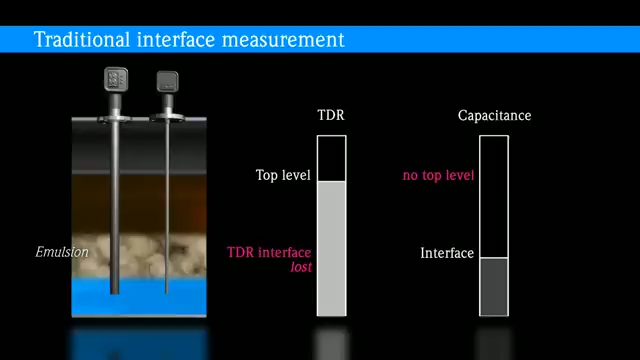 Traditional interface measurement
TDR
Capacitance
Top level
no top level
Emulsion
TDR interface
lost
Interface